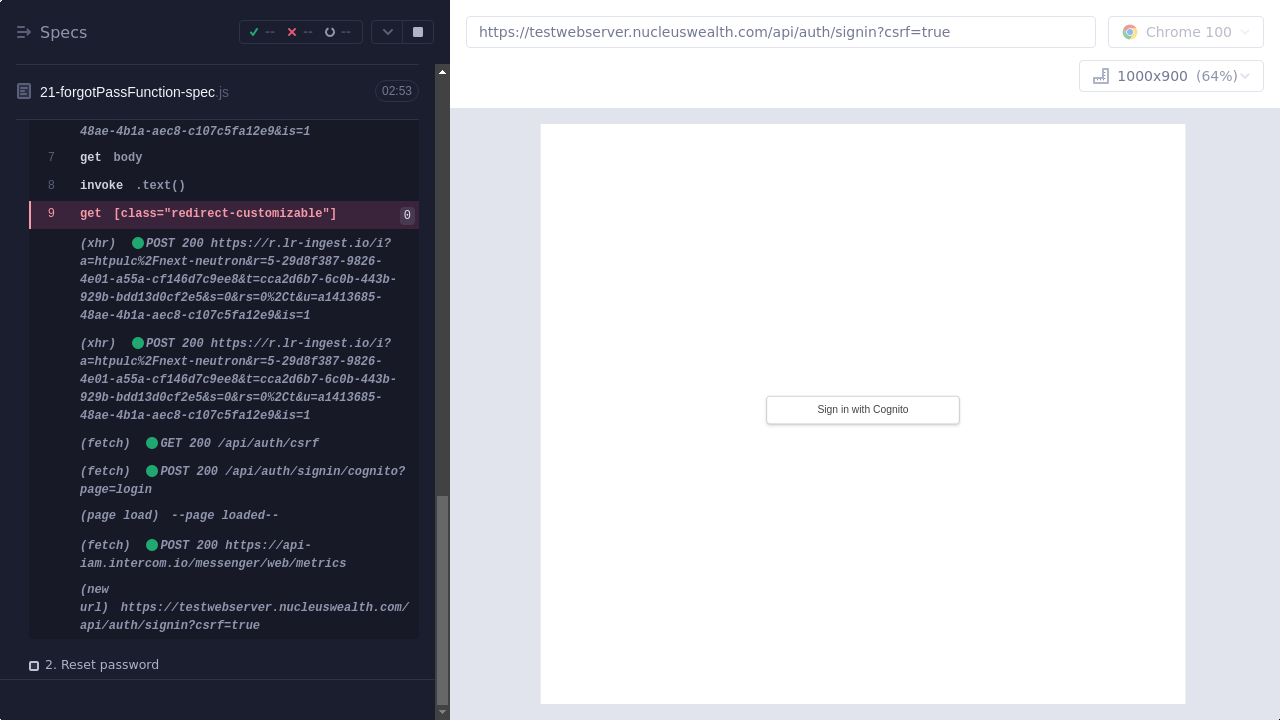 Specs
--
--
--
21-forgotPassFunction-spec.js
02:53
48ae-4b1a-aec8-c107c5fa12e9&is=1
7 get body
8 invoke .text()
9 get [class="redirect-customizable"] 0
(xhr) POST 200 https://r.lr-ingest.io/i?
a=htpulc%2Fnext-neutron&r=5-29d8f387-9826-
4e01-a55a-cf146d7c9ee8&t=cca2d6b7-6c0b-443b-
929b-bdd13d0cf2e5&s=0&rs=0%2Ct&u=a1413685-
48ae-4b1a-aec8-c107c5fa12e9&is=1
(xhr) POST 200 https://r.lr-ingest.io/i?
a=htpulc%2Fnext-neutron&r=5-29d8f387-9826-
4e01-a55a-cf146d7c9ee8&t=cca2d6b7-6c0b-443b-
929b-bdd13d0cf2e5&s=0&rs=0%2Ct&u=a1413685-
48ae-4b1a-aec8-c107c5fa12e9&is=1
(fetch) GET 200 /api/auth/csrf
(fetch) POST 200 /api/auth/signin/cognito?
page=login
(page load) --page loaded--
(fetch) POST 200 https://api-
iam.intercom.io/messenger/web/metrics
(new
url) https://testwebserver.nucleuswealth.com/
api/auth/signin?csrf=true
2. Reset password
https://testwebserver.nucleuswealth.com/api/auth/signin?csrf=true
Chrome 100
1000x900 (64%)
Sign in with Cognito